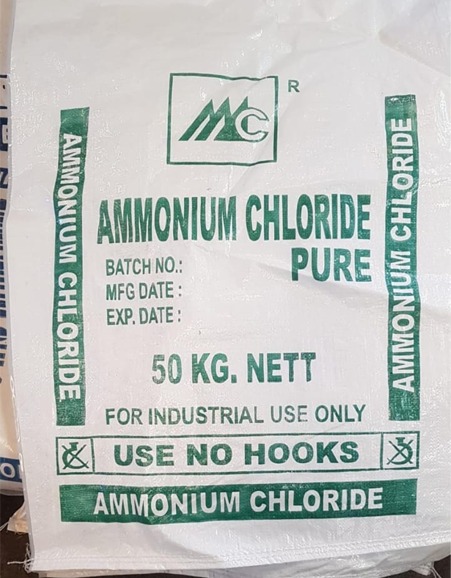 MC
R
AMMONIUM CHLORIDE
AMMONIUM CHLORIDE
AMMONIUM CHLORIDE
PURE
BATCH NO.:
MFG DATE :
EXP. DATE :
50 KG. NETT
FOR INDUSTRIAL USE ONLY
USE NO HOOKS
AMMONIUM CHLORIDE